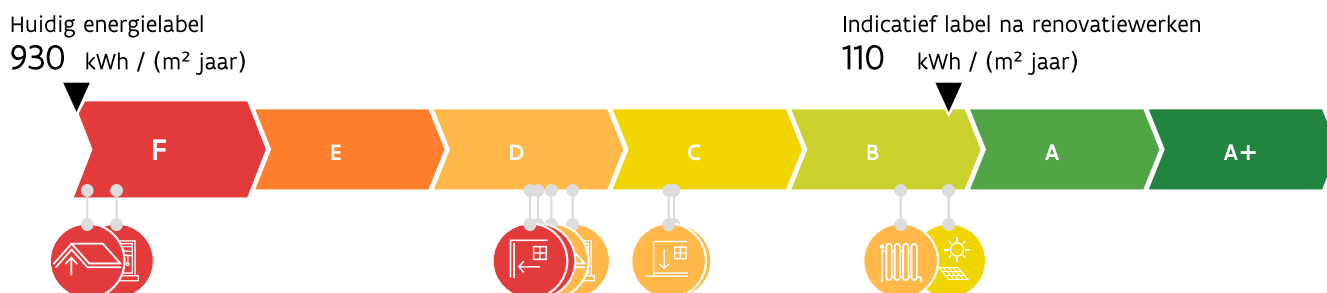 Huidig energielabel
930 kWh / (m² jaar)
Indicatief label na renovatiewerken
110 kWh / (m² jaar)
F E D C B A A+